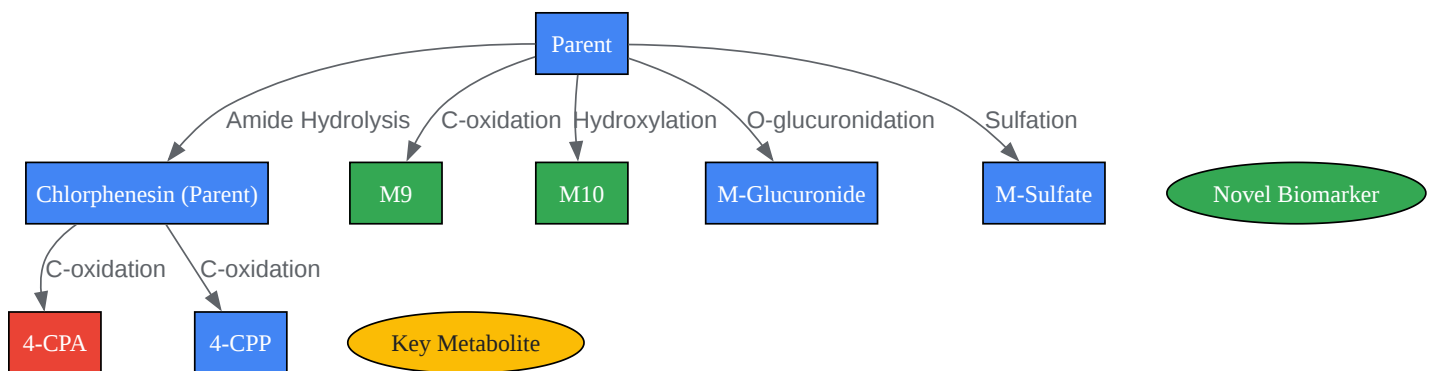 Parent
Amide Hydrolysis
C-oxidation
Hydroxylation
O-glucuronidation
Sulfation
Chlorphenesin (Parent)
M9
M10
M-Glucuronide
M-Sulfate
Novel Biomarker
C-oxidation
C-oxidation
4-CPA
4-CPP
Key Metabolite